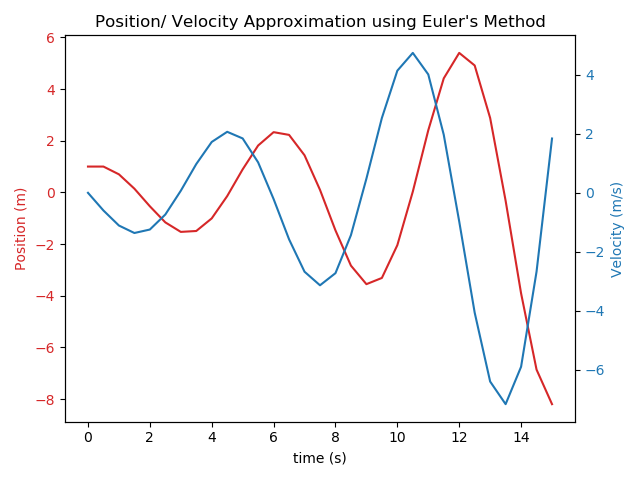 Position/ Velocity Approximation using Euler's Method
6
4
2
0
−2
−4
−6
−8
Position (m)
4
2
0
−2
−4
−6
Velocity (m/s)
0 2 4 6 8 10 12 14
time (s)